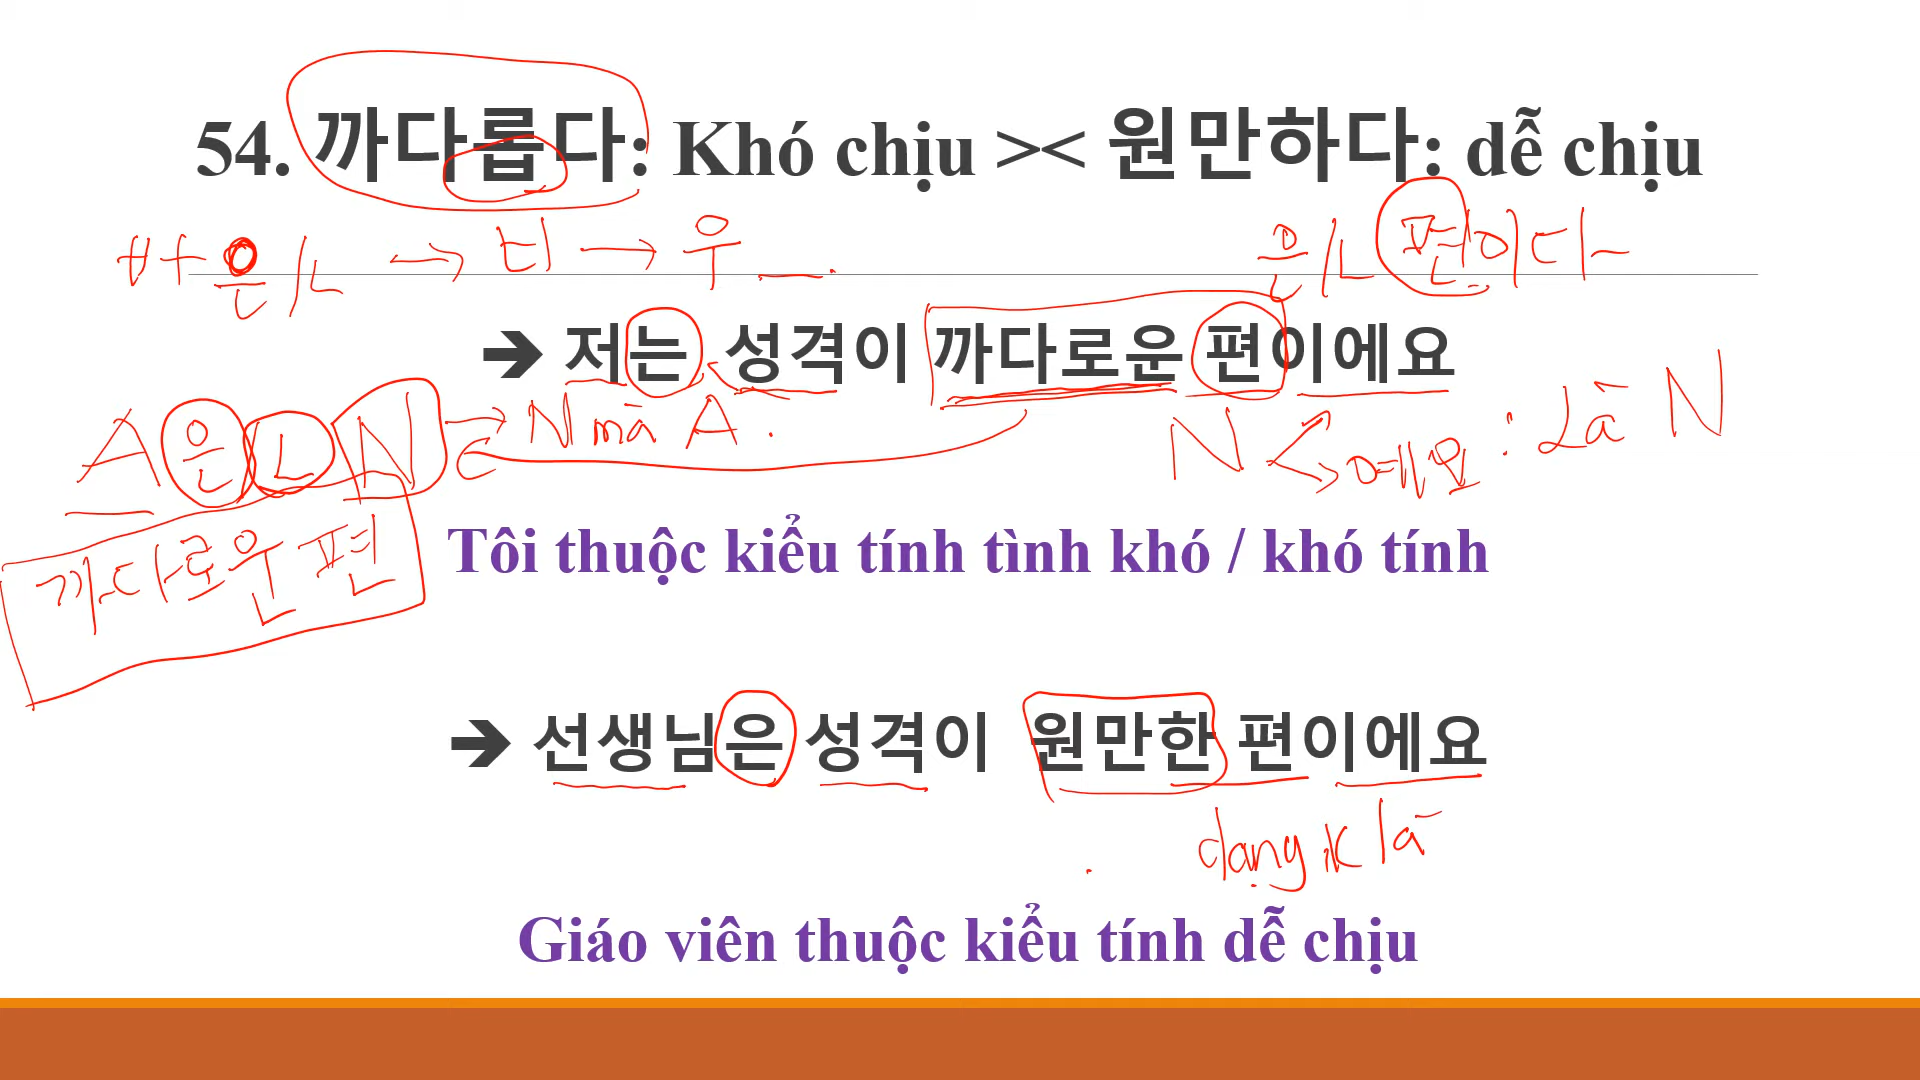 54. 까다롭다: Khó chịu >< 원만하다: dễ chịu
ㅂ + 은/ㄴ → ㅂ → 우
은/ㄴ 편이다
➔ 저는 성격이 까다로운 편이에요
A 은 ㄴ N → N mà A.
N 이에요 : Là N
까다로운 편
Tôi thuộc kiểu tính tình khó / khó tính
➔ 선생님은 성격이 원만한 편이에요
dạng là
Giáo viên thuộc kiểu tính dễ chịu